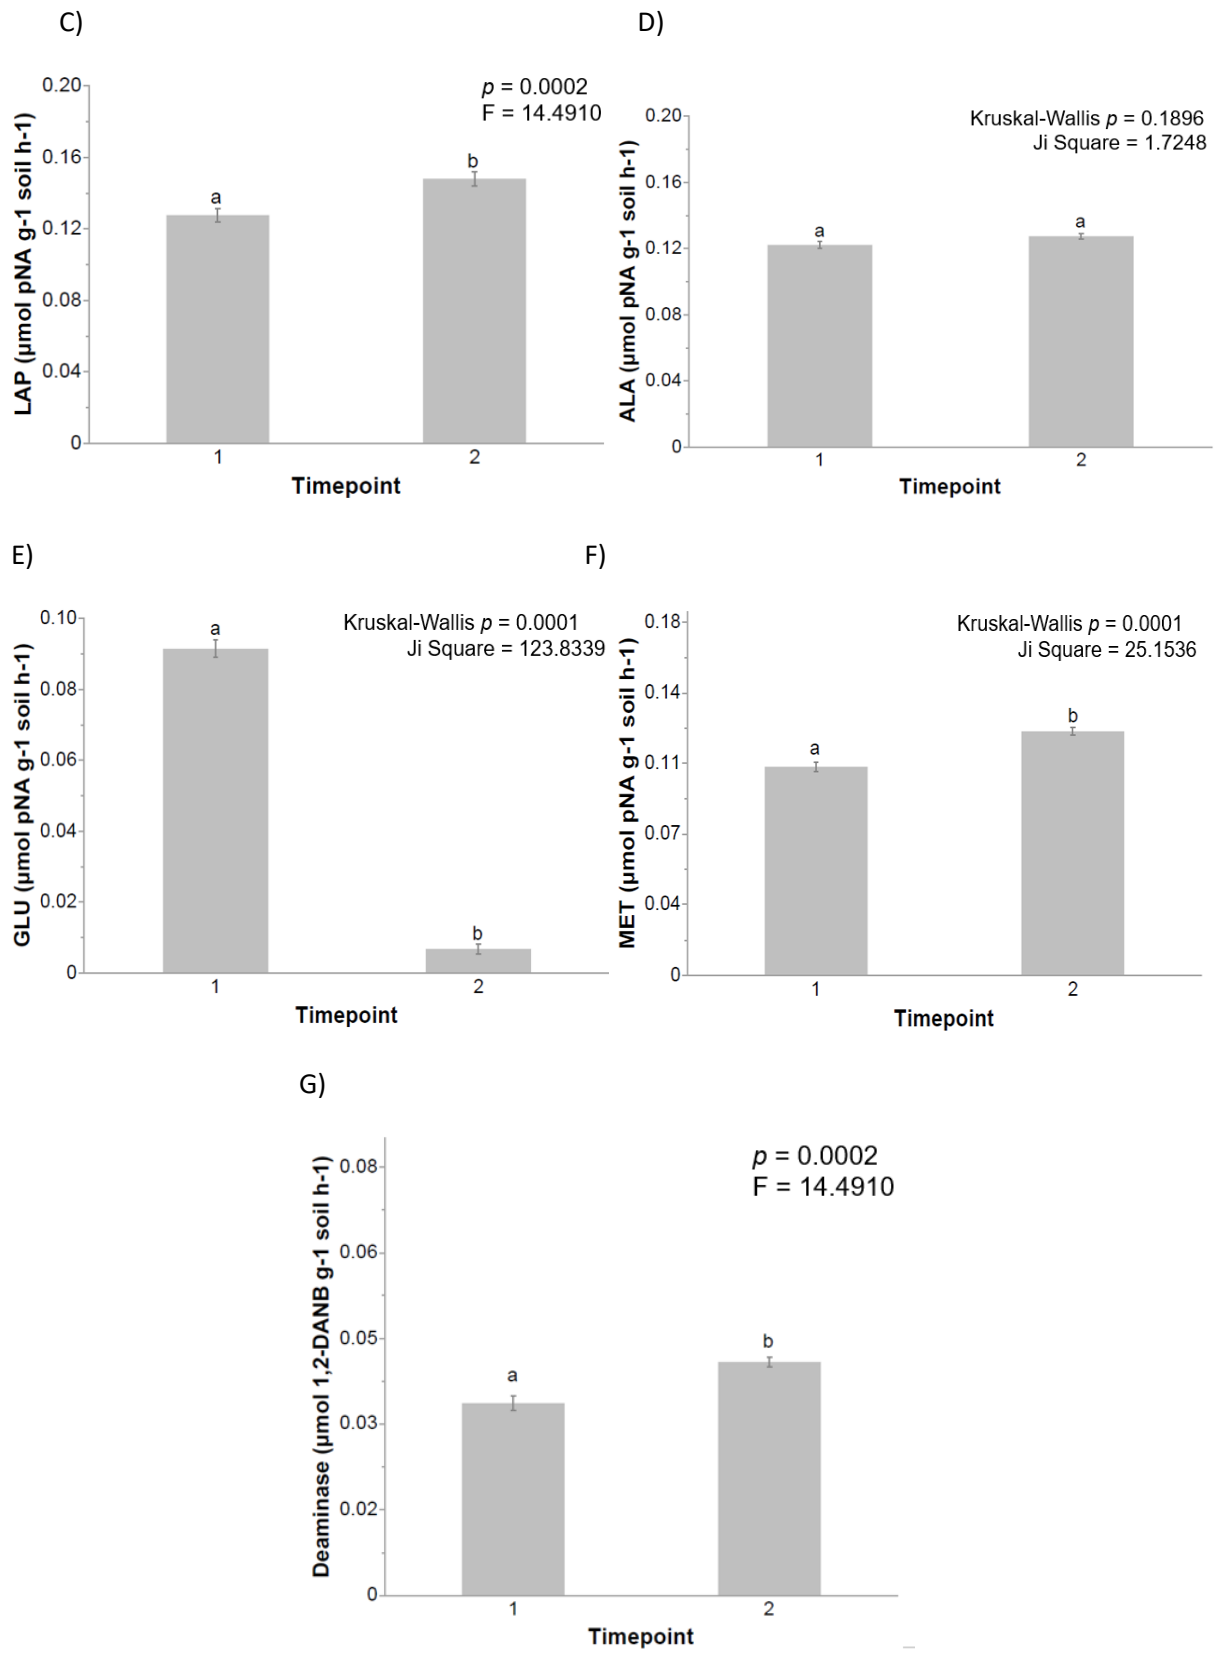 C)
p = 0.0002
F = 14.4910
LAP (µmol pNA g-1 soil h-1)
0.20
0.16
0.12
0.08
0.04
0
a
b
1
2
Timepoint
D)
Kruskal-Wallis p = 0.1896
Ji Square = 1.7248
ALA (µmol pNA g-1 soil h-1)
0.20
0.16
0.12
0.08
0.04
0
a
a
1
2
Timepoint
E)
Kruskal-Wallis p = 0.0001
Ji Square = 123.8339
GLU (µmol pNA g-1 soil h-1)
0.10
0.08
0.06
0.04
0.02
0
a
b
1
2
Timepoint
F)
Kruskal-Wallis p = 0.0001
Ji Square = 25.1536
MET (µmol pNA g-1 soil h-1)
0.18
0.14
0.11
0.07
0.04
0
a
b
1
2
Timepoint
G)
p = 0.0002
F = 14.4910
Deaminase (µmol 1,2-DANB g-1 soil h-1)
0.08
0.06
0.05
0.03
0.02
0
a
b
1
2
Timepoint